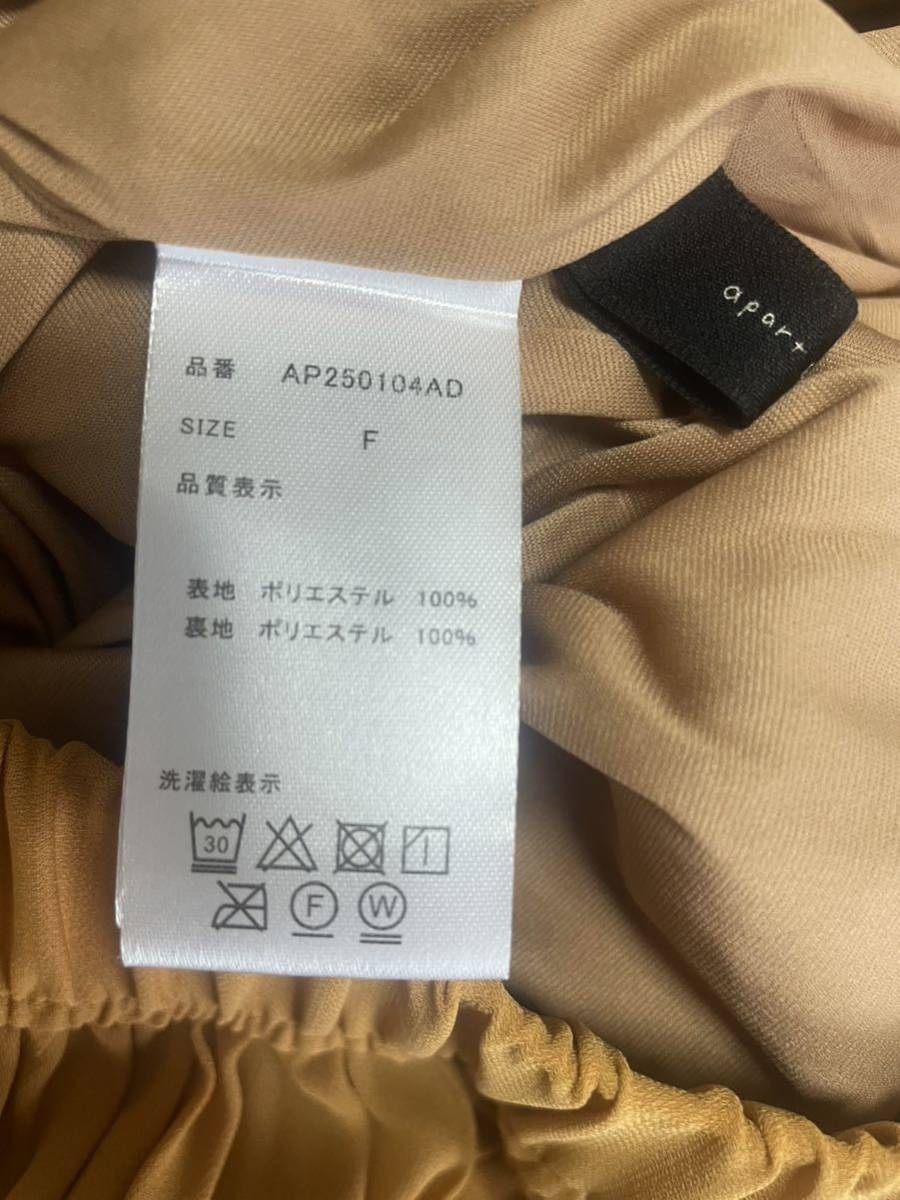 apart
品番 AP250104AD
SIZE F
品質表示
表地 ポリエステル 100%
裏地 ポリエステル 100%
洗濯絵表示
30
F
W